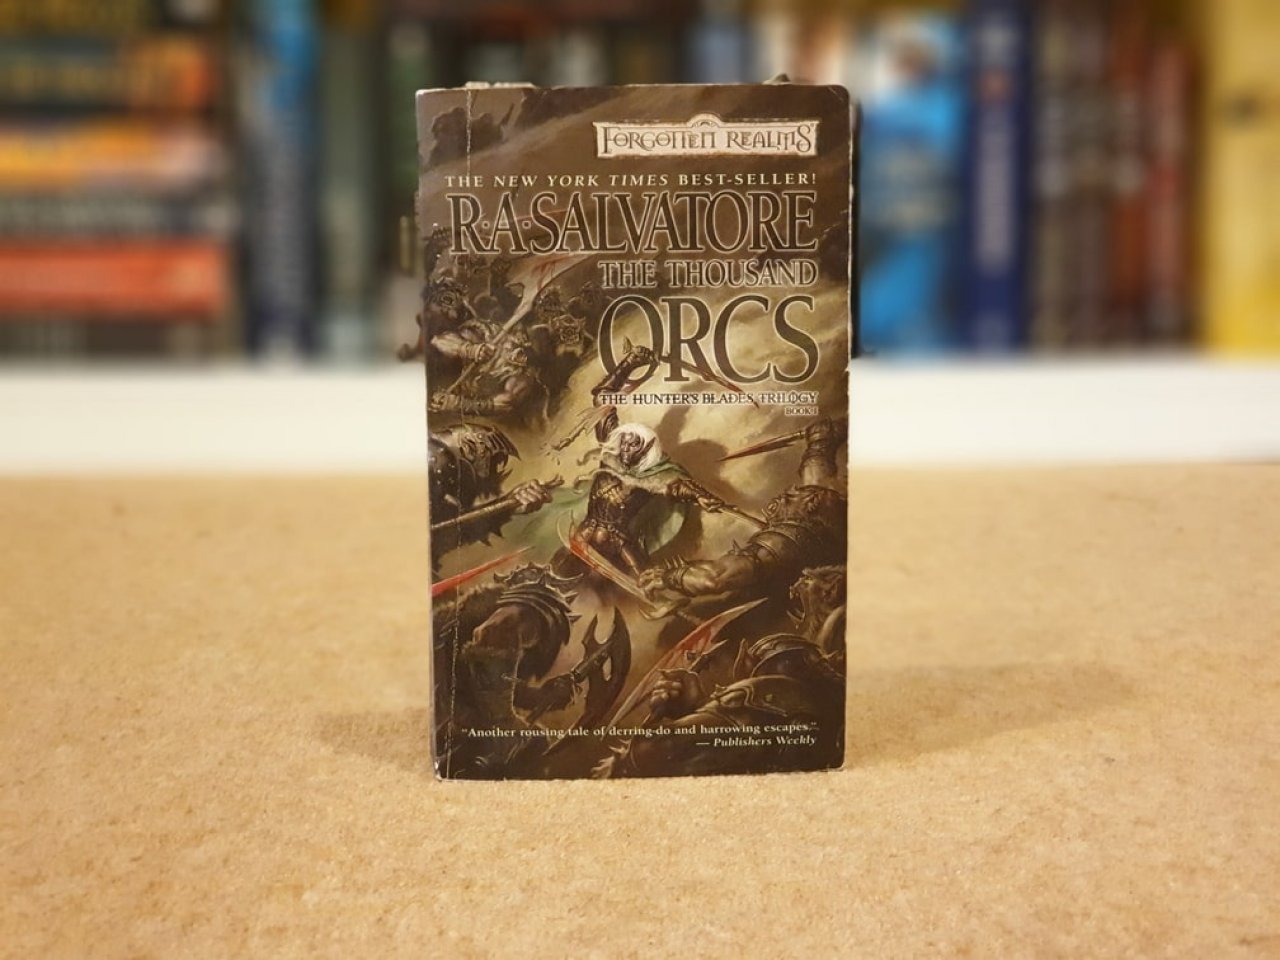 FORGOTTEN REALMS
THE NEW YORK TIMES BEST-SELLER!
R·A·SALVATORE
THE THOUSAND
ORCS
THE HUNTER'S BLADES TRILOGY
BOOK I
"Another rousing tale of derring-do and harrowing escapes."
— Publishers Weekly